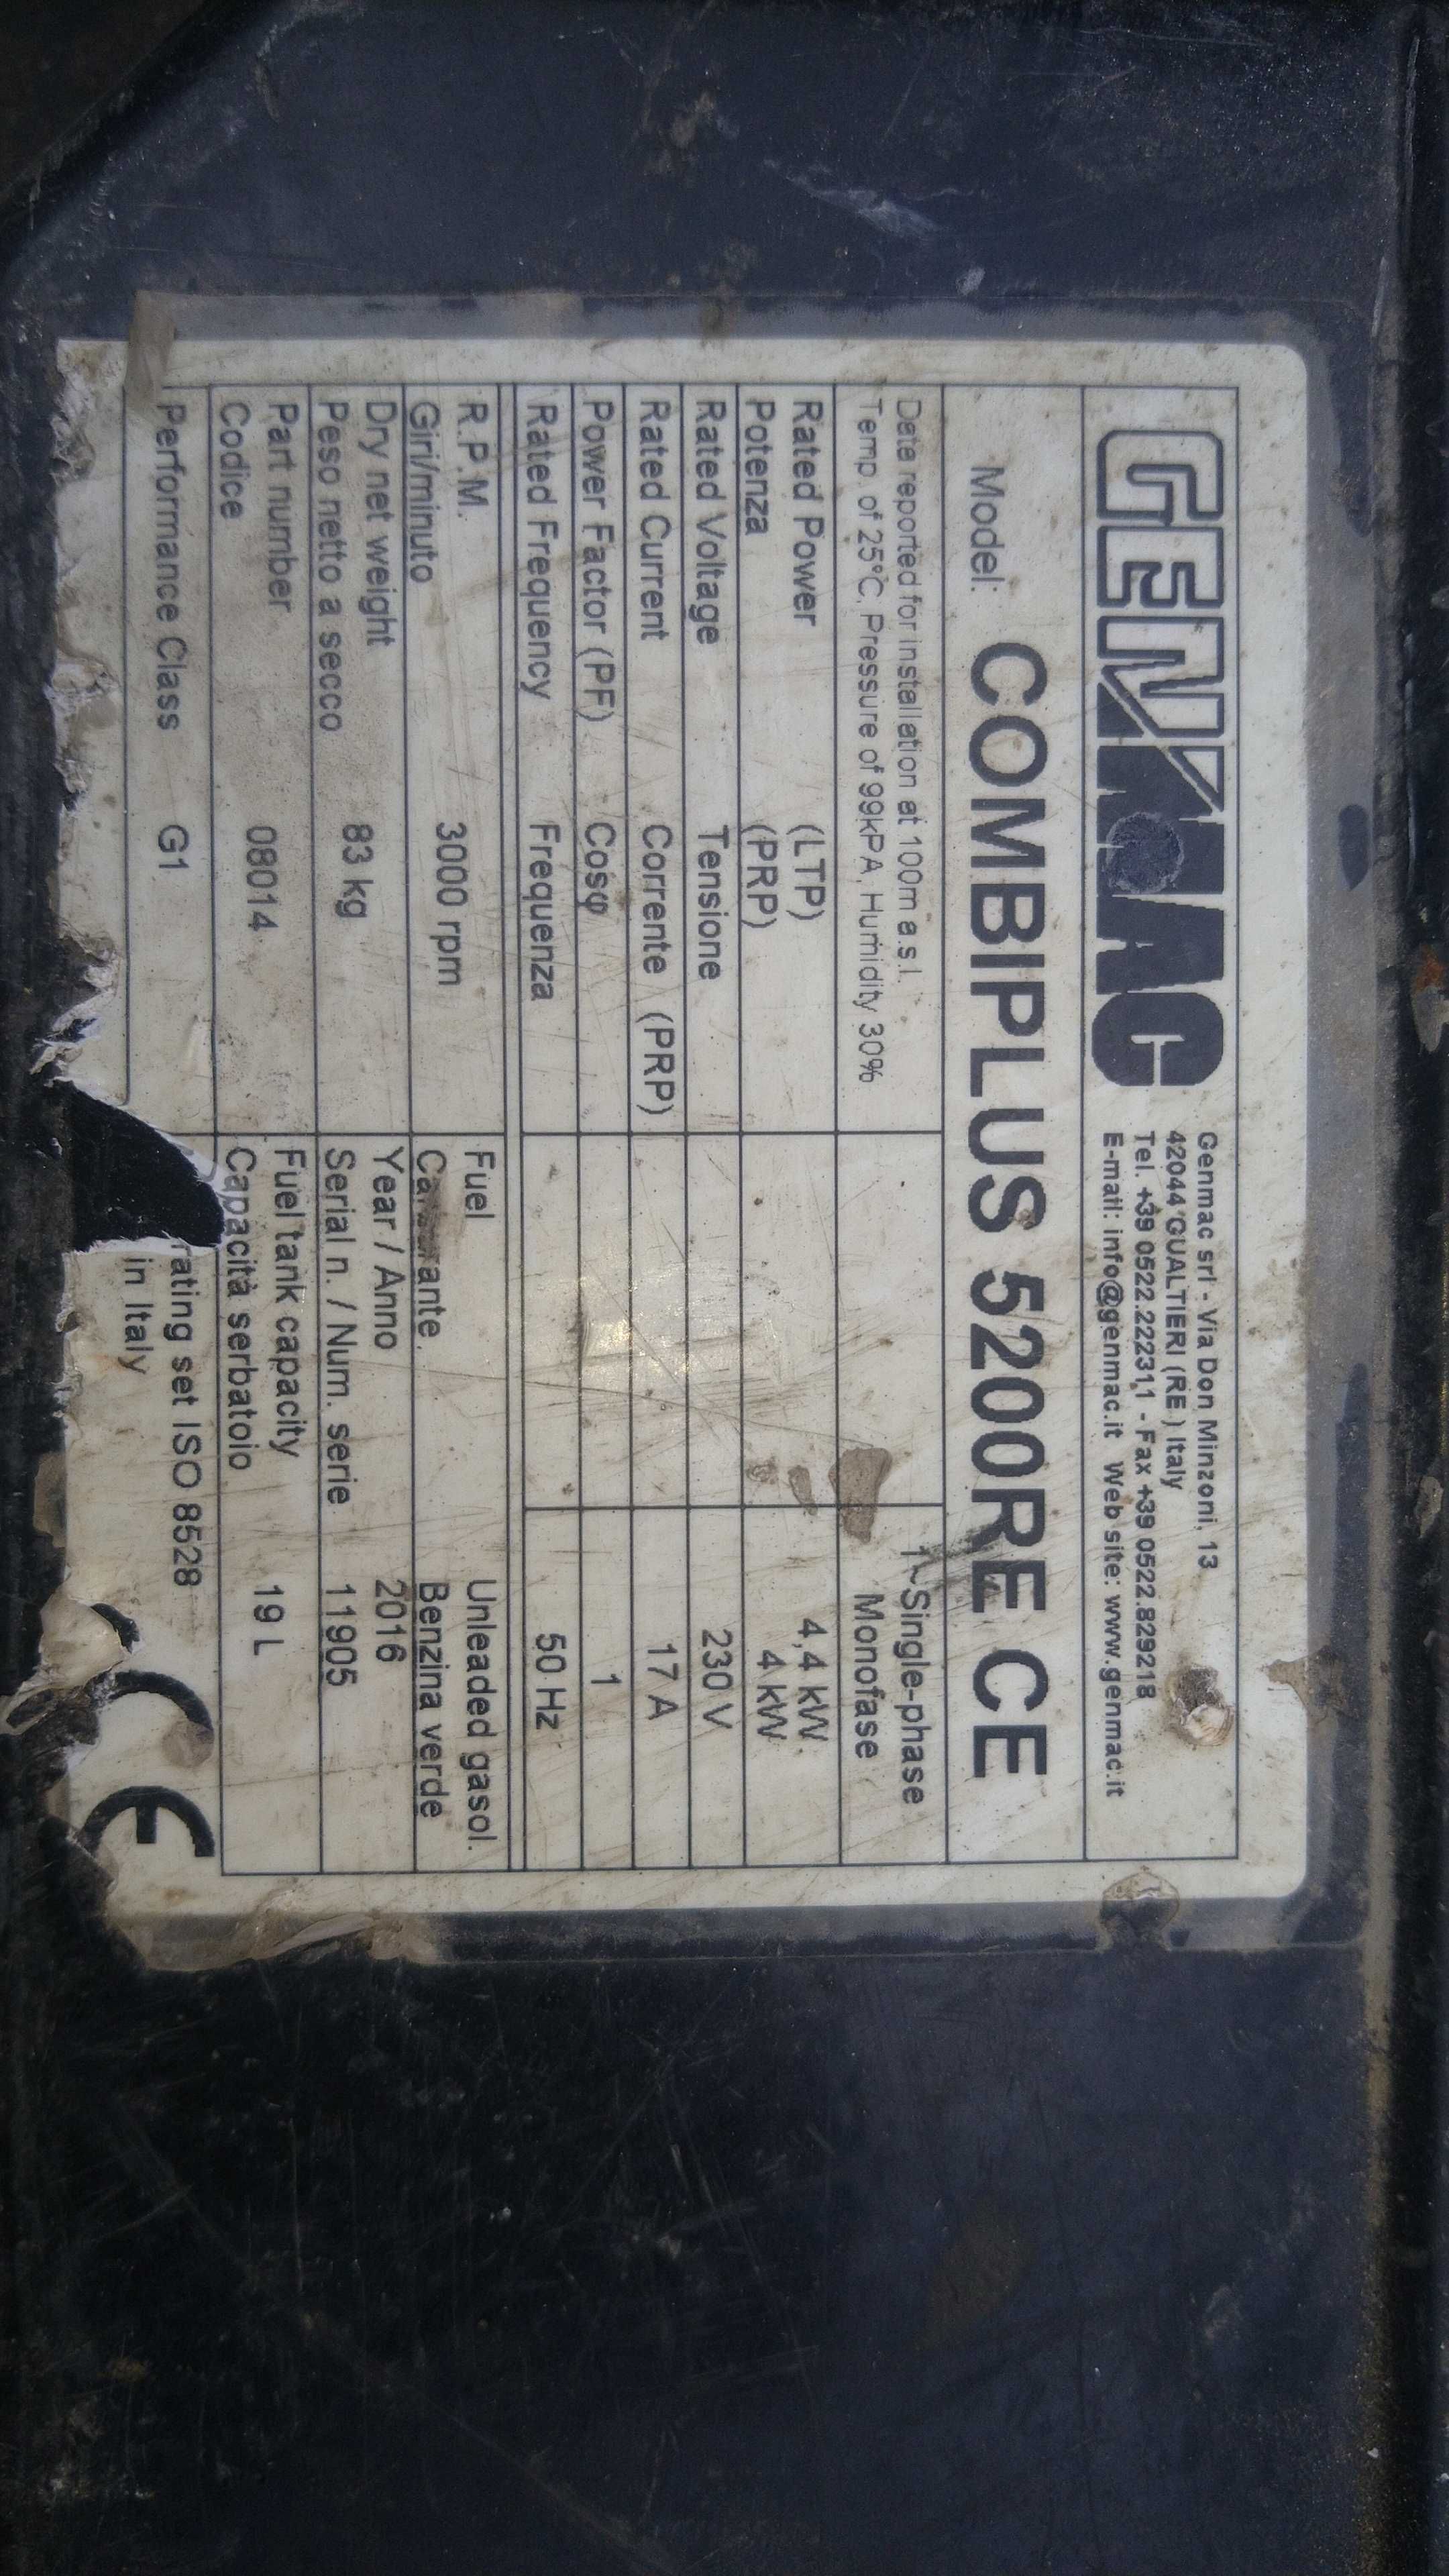 GENMAC
Genmac srl - Via Don Minzoni, 13
42044 GUALTIERI (RE) Italy
Tel. +39 0522.222311 - Fax +39 0522.829218
E-mail: info@genmac.it Web site: www.genmac.it
Model: COMBIPLUS 5200RE CE
Data reported for installation at 100m a.s.l.
Temp. of 25°C, Pressure of 99kPA, Humidity 30%
1~Single-phase
Monofase
Rated Power (LTP) 4,4 kW
Potenza (PRP) 4 kW
Rated Voltage Tensione 230 V
Rated Current Corrente (PRP) 17 A
Power Factor (PF) Cosφ 1
Rated Frequency Frequenza 50 Hz
R.P.M. 3000 rpm Fuel Unleaded gasol.
Giri/minuto Benzina verde
Dry net weight 83 kg Year / Anno 2016
Peso netto a secco Serial n. / Num. serie 11905
Part number 08014 Fuel tank capacity 19 L
Codice Capacità serbatoio
Performance Class G1 rating set ISO 8528
in Italy
CE